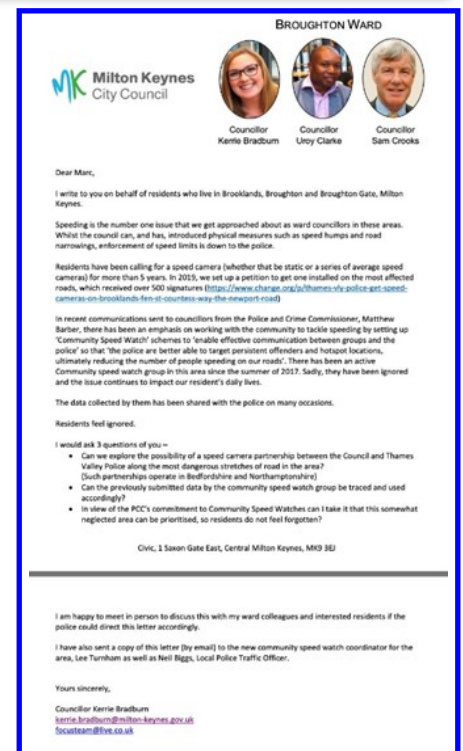 BROUGHTON WARD
Milton Keynes
City Council
Councillor
Kerrie Bradburn
Councillor
Uroy Clarke
Councillor
Sam Crooks
Dear Marc,
I write to you on behalf of residents who live in Brooklands, Broughton and Broughton Gate, Milton
Keynes.
Speeding is the number one issue that we get approached about as ward councillors in these areas.
Whilst the council can, and has, introduced physical measures such as speed humps and road
narrowings, enforcement of speed limits is down to the police.
Residents have been calling for a speed camera (whether that be static or a series of average speed
cameras) for more than 5 years. In 2019, we set up a petition to get one installed on the most affected
roads, which received over 500 signatures (https://www.change.org/p/thames-vly-police-get-speed-
cameras-on-brooklands-fen-st-countess-way-the-newport-road)
In recent communications sent to councillors from the Police and Crime Commissioner, Matthew
Barber, there has been an emphasis on working with the community to tackle speeding by setting up
‘Community Speed Watch’ schemes to ‘enable effective communication between groups and the
police’ so that ‘the police are better able to target persistent offenders and hotspot locations,
ultimately reducing the number of people speeding on our roads’. There has been an active
Community speed watch group in this area since the summer of 2017. Sadly, they have been ignored
and the issue continues to impact our resident’s daily lives.
The data collected by them has been shared with the police on many occasions.
Residents feel ignored.
I would ask 3 questions of you –
• Can we explore the possibility of a speed camera partnership between the Council and Thames
Valley Police along the most dangerous stretches of road in the area?
(Such partnerships operate in Bedfordshire and Northamptonshire)
• Can the previously submitted data by the community speed watch group be traced and used
accordingly?
• In view of the PCC’s commitment to Community Speed Watches can I take it that this somewhat
neglected area can be prioritised, so residents do not feel forgotten?
Civic, 1 Saxon Gate East, Central Milton Keynes, MK9 3EJ
I am happy to meet in person to discuss this with my ward colleagues and interested residents if the
police could direct this letter accordingly.
I have also sent a copy of this letter (by email) to the new community speed watch coordinator for the
area, Lee Turnham as well as Neil Biggs, Local Police Traffic Officer.
Yours sincerely,
Councillor Kerrie Bradburn
kerrie.bradburn@milton-keynes.gov.uk
focusteam@live.co.uk